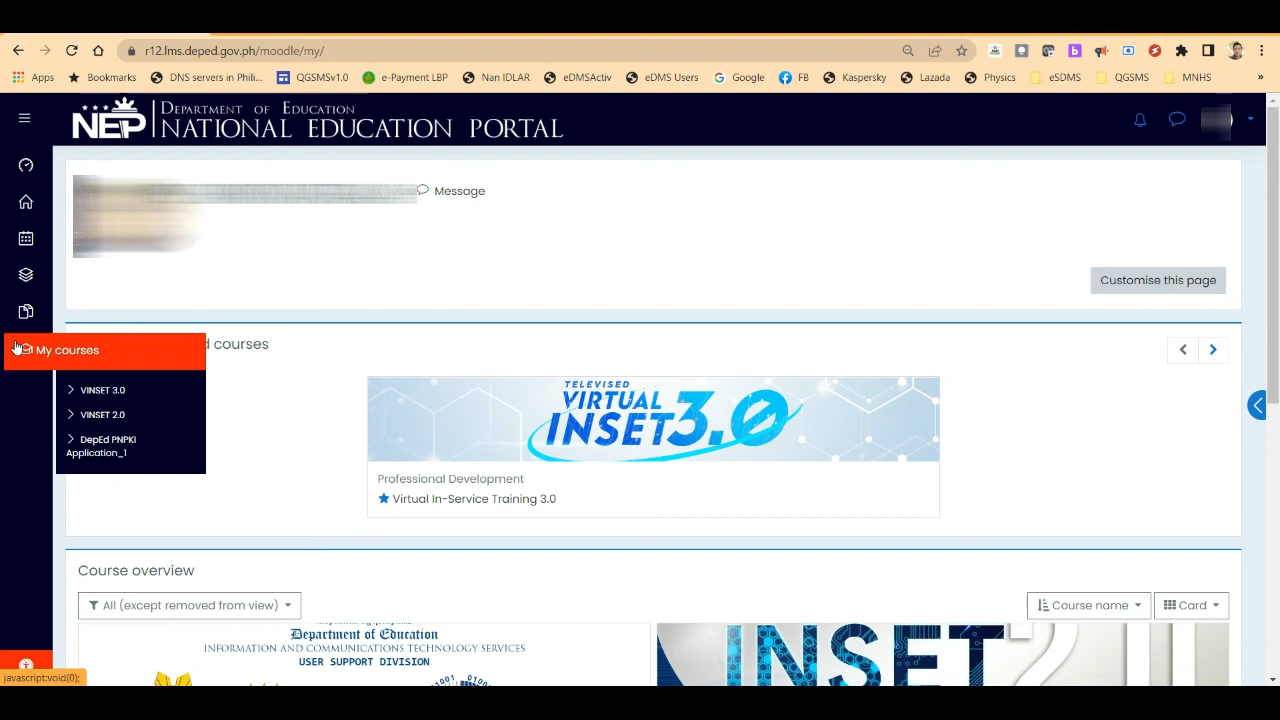 r12.lms.deped.gov.ph/moodle/my/
Apps Bookmarks DNS servers in Phili... QGSMSv1.0 e-Payment LBP Nan IDLAR eDMSActiv eDMS Users Google FB Kaspersky Lazada Physics eSDMS QGSMS MNHS »
NEP
DEPARTMENT OF EDUCATION
NATIONAL EDUCATION PORTAL
Message
Customise this page
My courses
d courses
VINSET 3.0
VINSET 2.0
DepEd PNPKI
Application_1
TELEVISED
VIRTUAL
INSET 3.0
Professional Development
Virtual In-Service Training 3.0
Course overview
All (except removed from view)
Course name
Card
Department of Education
INFORMATION AND COMMUNICATIONS TECHNOLOGY SERVICES
USER SUPPORT DIVISION
INSET
javascript:void(0);